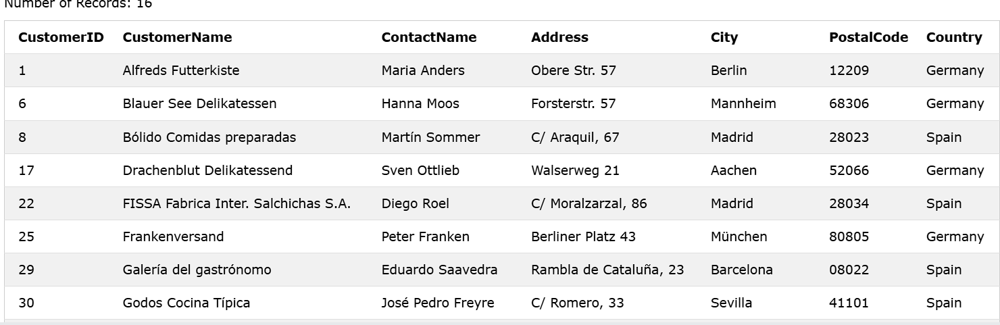 Number of Records: 16
CustomerID CustomerName ContactName Address City PostalCode Country
1 Alfreds Futterkiste Maria Anders Obere Str. 57 Berlin 12209 Germany
6 Blauer See Delikatessen Hanna Moos Forsterstr. 57 Mannheim 68306 Germany
8 Bólido Comidas preparadas Martín Sommer C/ Araquil, 67 Madrid 28023 Spain
17 Drachenblut Delikatessend Sven Ottlieb Walserweg 21 Aachen 52066 Germany
22 FISSA Fabrica Inter. Salchichas S.A. Diego Roel C/ Moralzarzal, 86 Madrid 28034 Spain
25 Frankenversand Peter Franken Berliner Platz 43 München 80805 Germany
29 Galería del gastrónomo Eduardo Saavedra Rambla de Cataluña, 23 Barcelona 08022 Spain
30 Godos Cocina Típica José Pedro Freyre C/ Romero, 33 Sevilla 41101 Spain